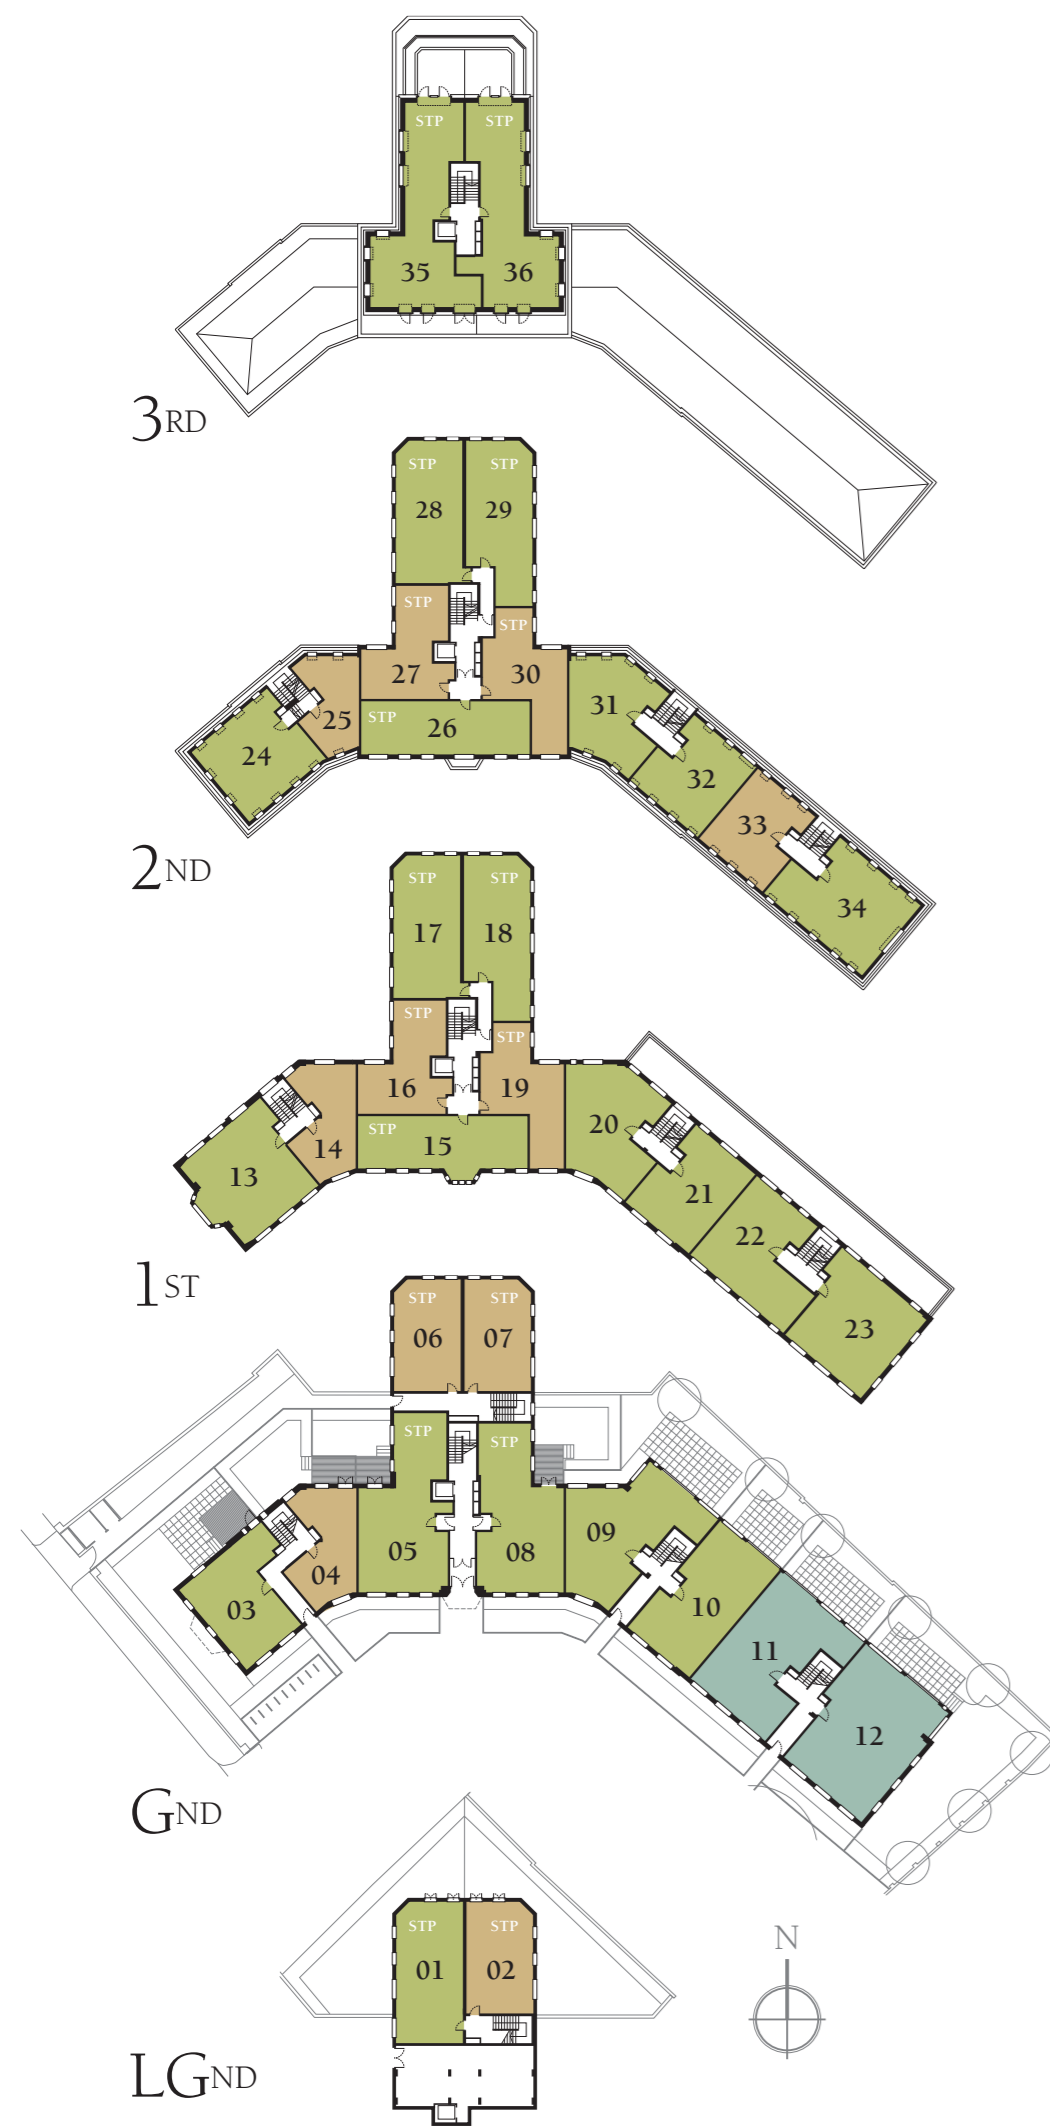 STP STP
35 36
3RD
STP STP
28 29
STP STP
27 30
25 STP 26 31
24 32
33
34
2ND
STP STP
17 18
STP STP
16 19
14 STP 15 20
13 21
22
23
1ST
STP STP
06 07
STP STP
05 08 09
04 10
03 11
12
GND
STP STP
01 02
N
LGND